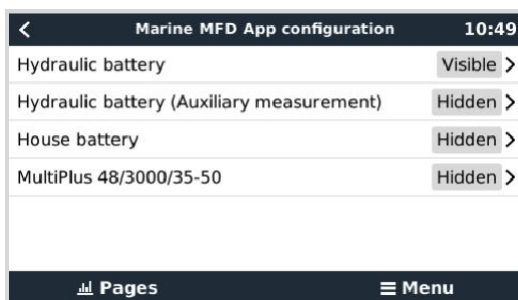 Marine MFD App configuration 10:49
Hydraulic battery Visible
Hydraulic battery (Auxiliary measurement) Hidden
House battery Hidden
MultiPlus 48/3000/35-50 Hidden
Pages Menu